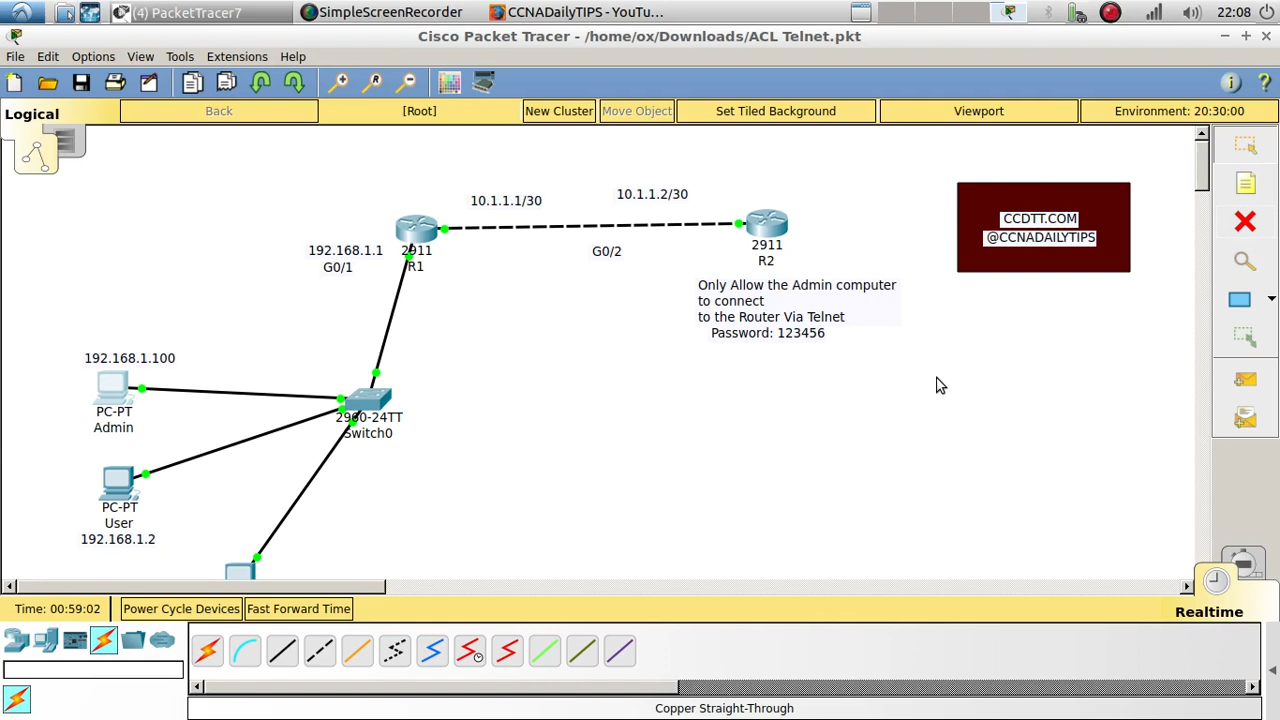 (4) PacketTracer7
SimpleScreenRecorder
CCNADailyTIPS - YouTu...
22:08
Cisco Packet Tracer - /home/ox/Downloads/ACL Telnet.pkt
File Edit Options View Tools Extensions Help
Logical
Back
[Root]
New Cluster
Move Object
Set Tiled Background
Viewport
Environment: 20:30:00
10.1.1.1/30
10.1.1.2/30
192.168.1.1
G0/1
2911
R1
G0/2
2911
R2
CCDTT.COM
@CCNADAILYTIPS
Only Allow the Admin computer
to connect
to the Router Via Telnet
Password: 123456
192.168.1.100
PC-PT
Admin
2960-24TT
Switch0
PC-PT
User
192.168.1.2
Time: 00:59:02
Power Cycle Devices
Fast Forward Time
Realtime
Copper Straight-Through